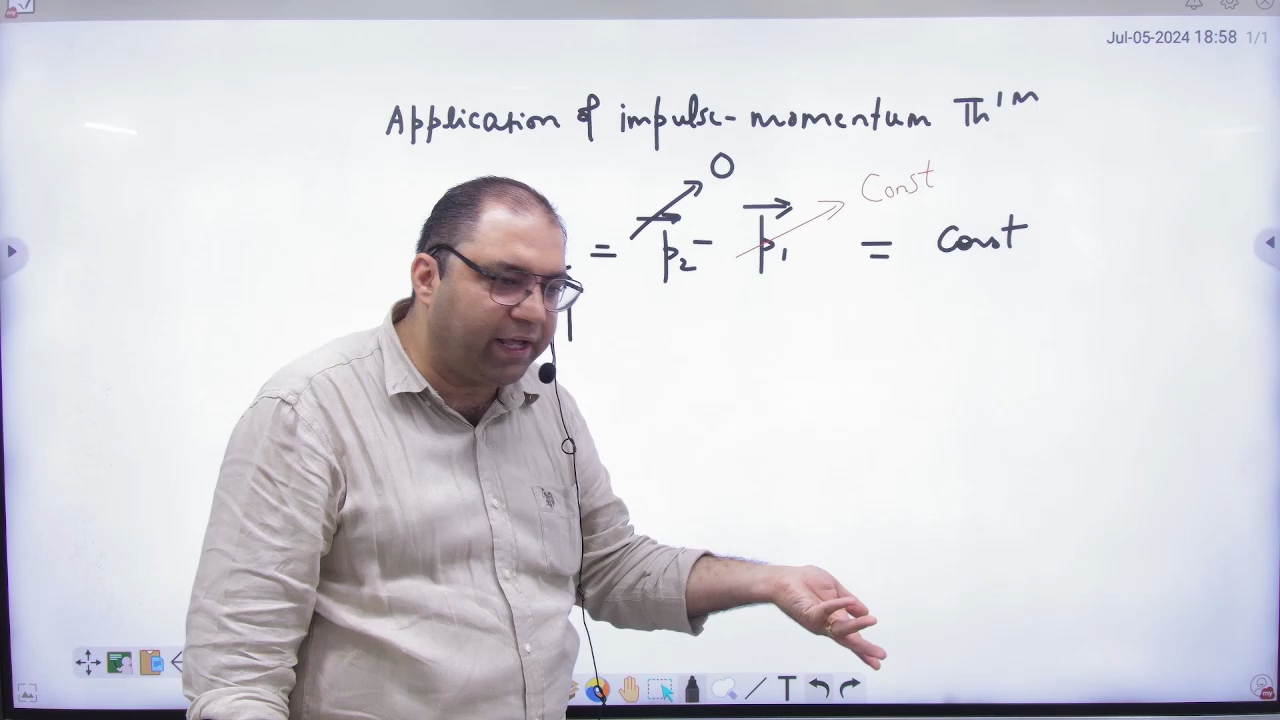 Jul-05-2024 18:58 1/1
Application of impulse-momentum Th'm
0
Const
= p₂ - p₁ = const
T